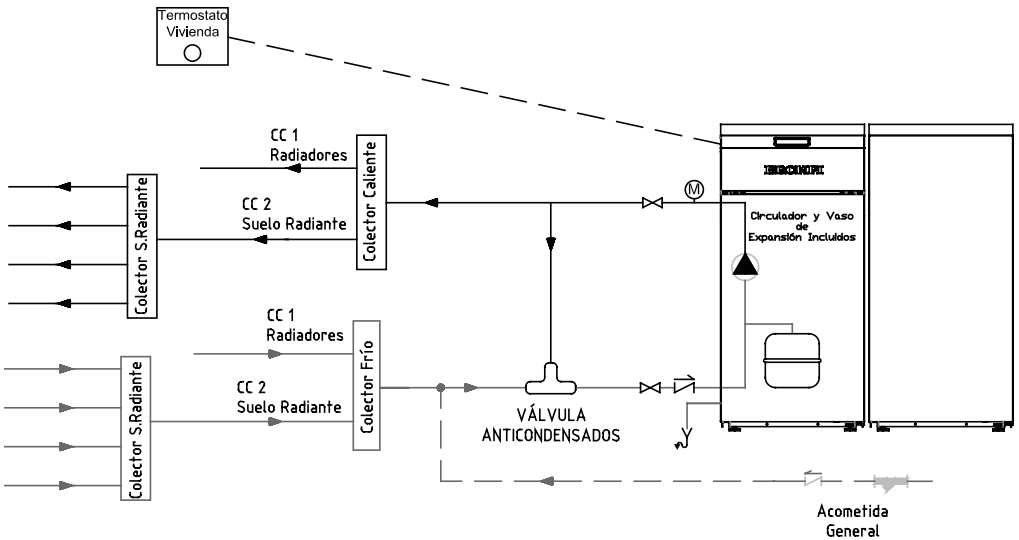 Termostato
Vivienda
CC 1
Radiadores
CC 2
Suelo Radiante
Colector Caliente
Colector S.Radiante
M
Circulador y Vaso
de
Expansión Incluidos
CC 1
Radiadores
CC 2
Suelo Radiante
Colector Frío
Colector S.Radiante
VÁLVULA
ANTICONDENSADOS
Acometida
General